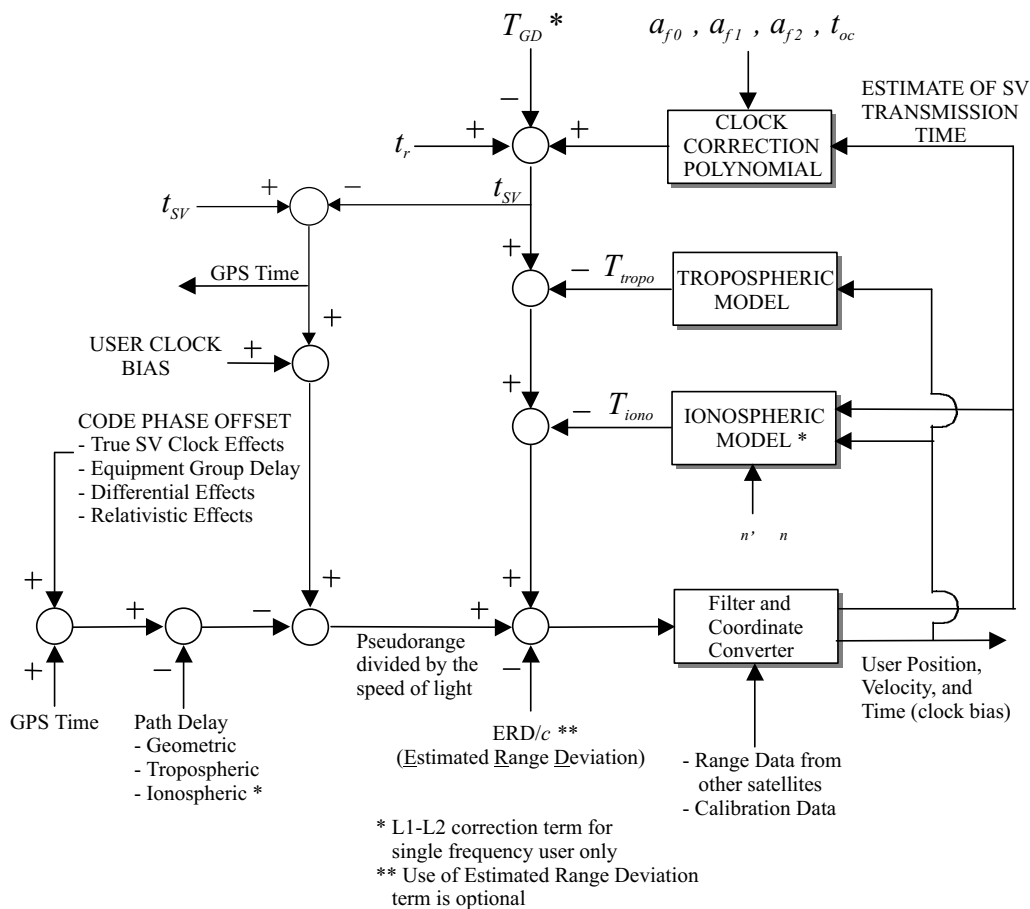 T_GD *
a_f0 , a_f1 , a_f2 , t_oc
ESTIMATE OF SV
TRANSMISSION
TIME
CLOCK
CORRECTION
POLYNOMIAL
−
+
+
t_r
t_SV
+
−
t_SV
GPS Time
+
− T_tropo
TROPOSPHERIC
MODEL
+
USER CLOCK
BIAS
+
+
− T_iono
IONOSPHERIC
MODEL *
n' n
CODE PHASE OFFSET
- True SV Clock Effects
- Equipment Group Delay
- Differential Effects
- Relativistic Effects
+
+
+
+
−
+
Filter and
Coordinate
Converter
+
−
−
Pseudorange
divided by the
speed of light
User Position,
Velocity, and
Time (clock bias)
GPS Time
Path Delay
- Geometric
- Tropospheric
- Ionospheric *
ERD/c **
(Estimated Range Deviation)
- Range Data from
other satellites
- Calibration Data
* L1-L2 correction term for
single frequency user only
** Use of Estimated Range Deviation
term is optional